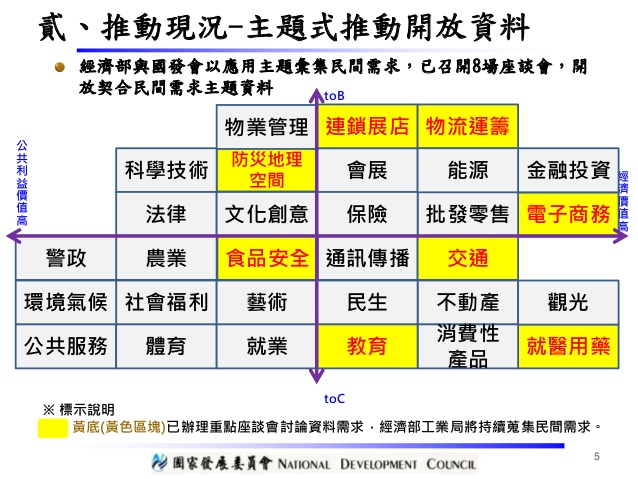 貳、推動現況-主題式推動開放資料
經濟部與國發會以應用主題彙集民間需求，已召開8場座談會，開
放契合民間需求主題資料
toB
物業管理 連鎖展店 物流運籌
公共利益價值高
科學技術 防災地理空間 會展 能源 金融投資
經濟價值高
法律 文化創意 保險 批發零售 電子商務
警政 農業 食品安全 通訊傳播 交通
環境氣候 社會福利 藝術 民生 不動產 觀光
公共服務 體育 就業 教育 消費性產品 就醫用藥
toC
※ 標示說明
黃底(黃色區塊)已辦理重點座談會討論資料需求，經濟部工業局將持續蒐集民間需求。
國家發展委員會 NATIONAL DEVELOPMENT COUNCIL
5